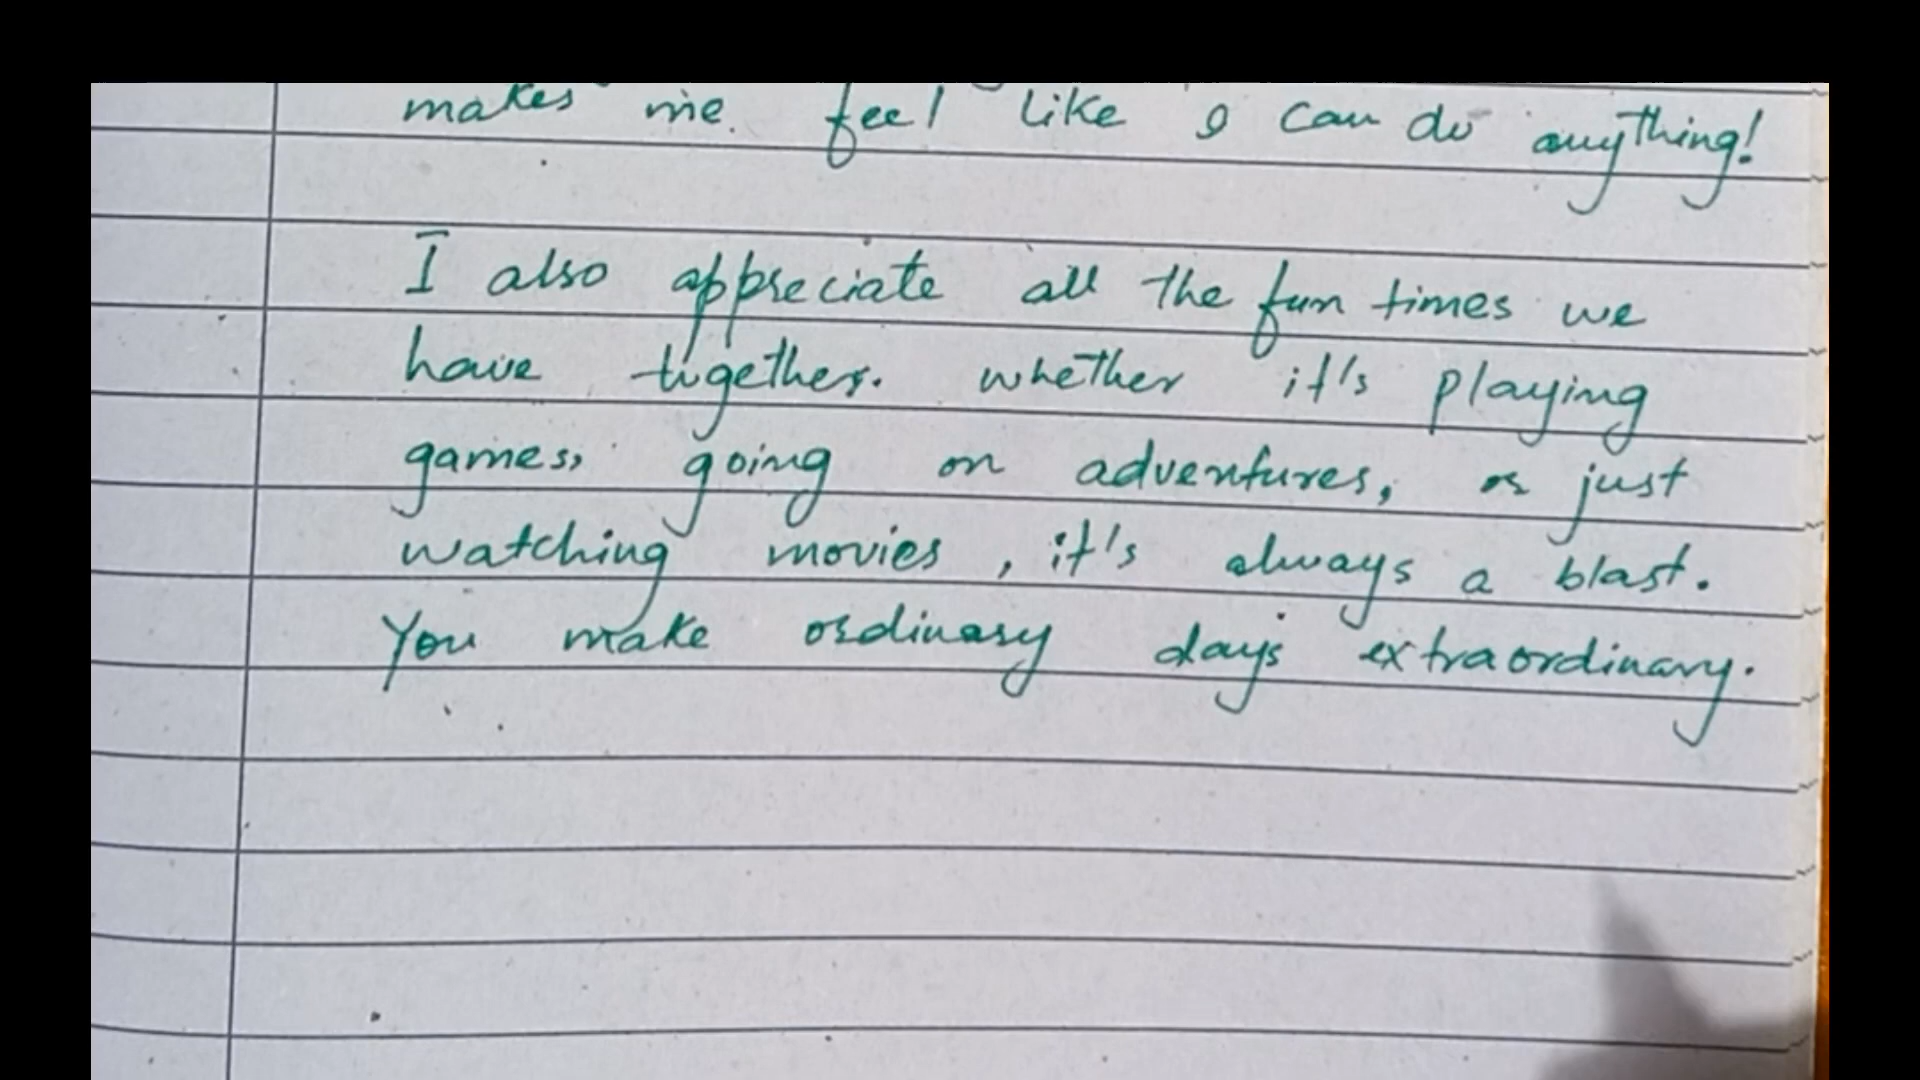 makes me feel like I can do anything!
I also appreciate all the fun times we
have together. whether it's playing
games, going on adventures, or just
watching movies, it's always a blast.
You make ordinary days extraordinary.